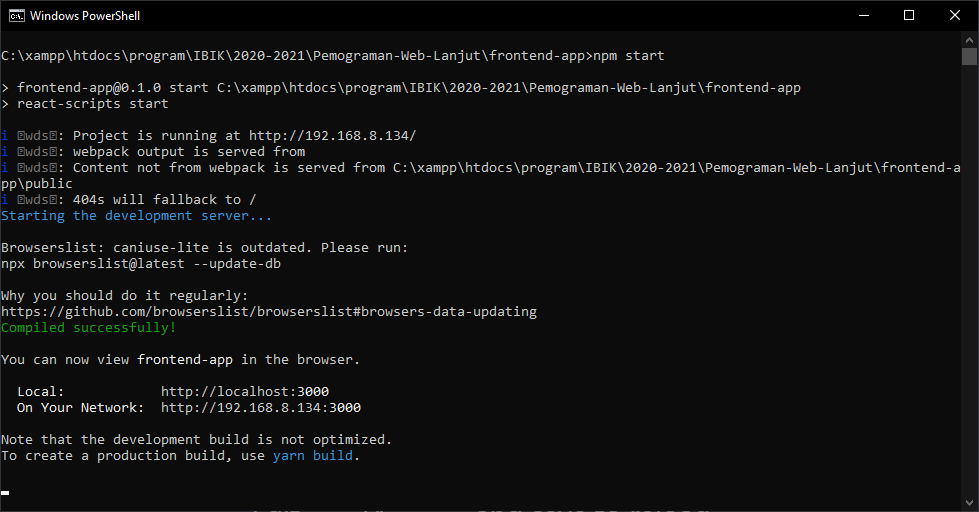 Windows PowerShell
C:\xampp\htdocs\program\IBIK\2020-2021\Pemograman-Web-Lanjut\frontend-app>npm start
> frontend-app@0.1.0 start C:\xampp\htdocs\program\IBIK\2020-2021\Pemograman-Web-Lanjut\frontend-app
> react-scripts start
i ⍰wds⍰: Project is running at http://192.168.8.134/
i ⍰wds⍰: webpack output is served from
i ⍰wds⍰: Content not from webpack is served from C:\xampp\htdocs\program\IBIK\2020-2021\Pemograman-Web-Lanjut\frontend-a
pp\public
i ⍰wds⍰: 404s will fallback to /
Starting the development server...
Browserslist: caniuse-lite is outdated. Please run:
npx browserslist@latest --update-db
Why you should do it regularly:
https://github.com/browserslist/browserslist#browsers-data-updating
Compiled successfully!
You can now view frontend-app in the browser.
Local: http://localhost:3000
On Your Network: http://192.168.8.134:3000
Note that the development build is not optimized.
To create a production build, use yarn build.